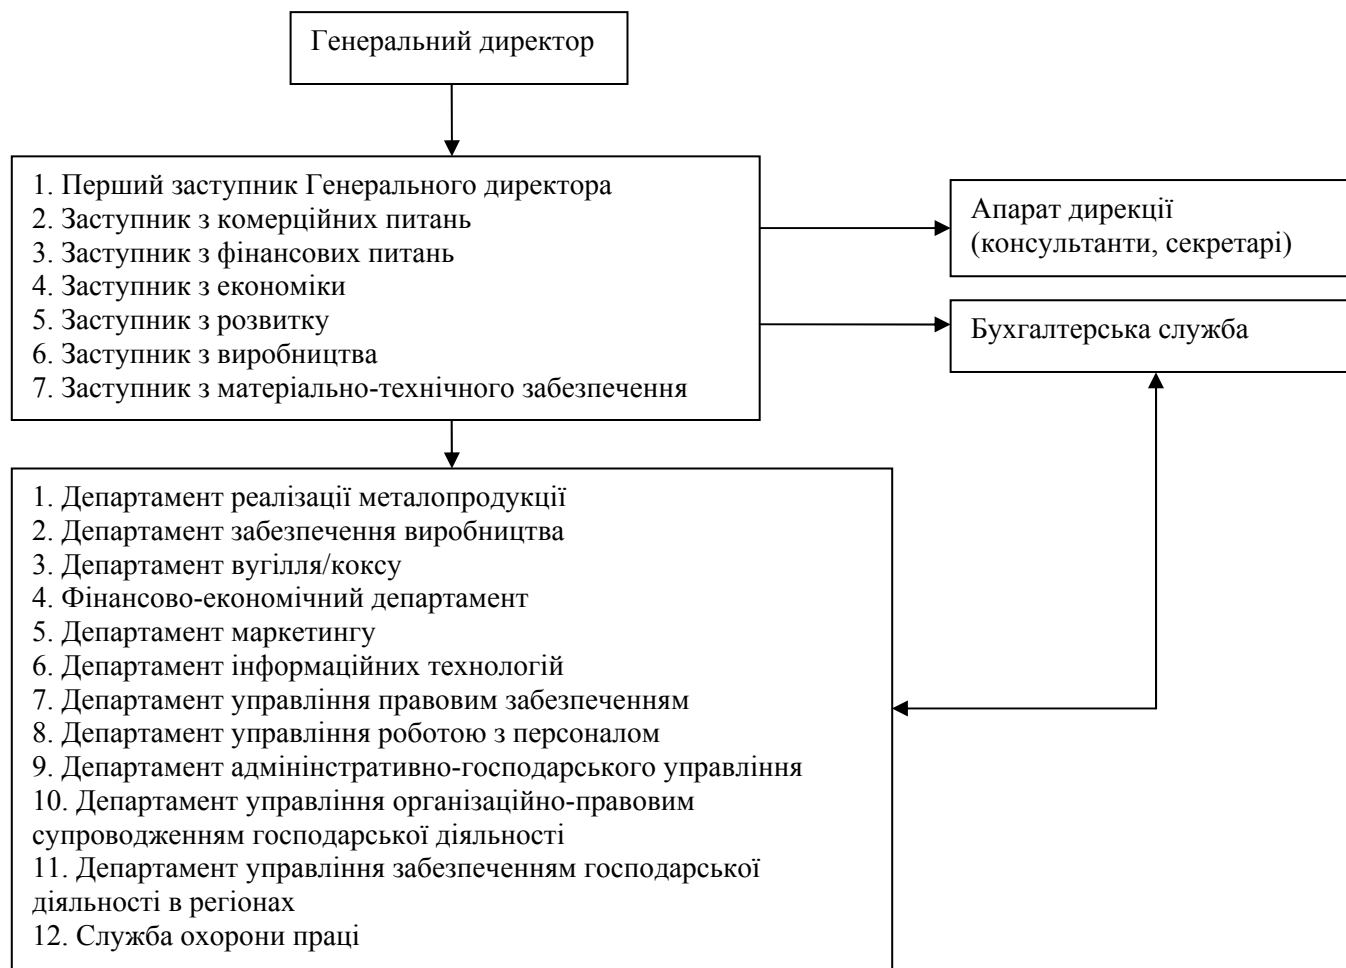 Генеральний директор
1. Перший заступник Генерального директора
2. Заступник з комерційних питань
3. Заступник з фінансових питань
4. Заступник з економіки
5. Заступник з розвитку
6. Заступник з виробництва
7. Заступник з матеріально-технічного забезпечення
Апарат дирекції
(консультанти, секретарі)
Бухгалтерська служба
1. Департамент реалізації металопродукції
2. Департамент забезпечення виробництва
3. Департамент вугілля/коксу
4. Фінансово-економічний департамент
5. Департамент маркетингу
6. Департамент інформаційних технологій
7. Департамент управління правовим забезпеченням
8. Департамент управління роботою з персоналом
9. Департамент адмінінстративно-господарського управління
10. Департамент управління організаційно-правовим
супроводженням господарської діяльності
11. Департамент управління забезпеченням господарської
діяльності в регіонах
12. Служба охорони праці